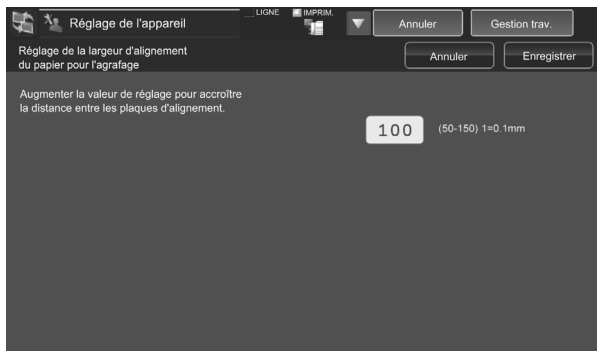 Réglage de l'appareil
LIGNE
IMPRIM.
Annuler
Gestion trav.
Réglage de la largeur d'alignement
du papier pour l'agrafage
Annuler
Enregistrer
Augmenter la valeur de réglage pour accroître
la distance entre les plaques d'alignement.
100
(50-150) 1=0.1mm